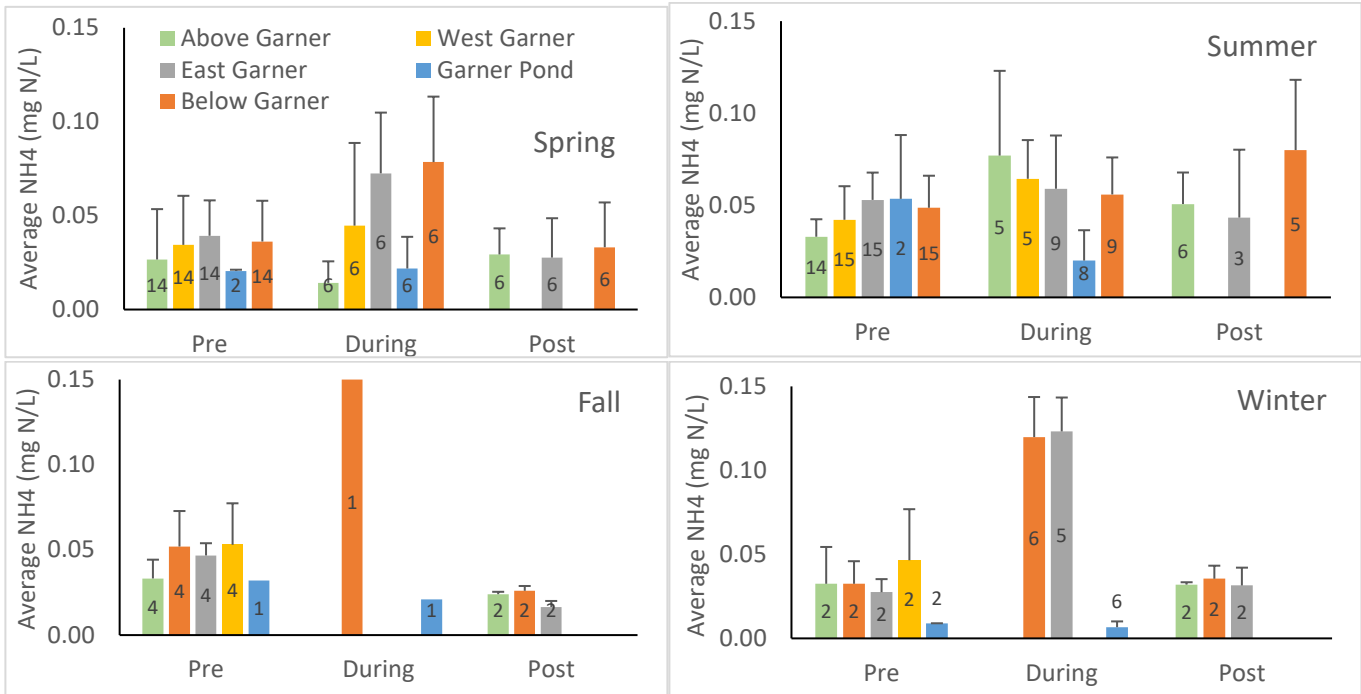 Average NH4 (mg N/L)
0.15
0.10
0.05
0.00
Above Garner West Garner
East Garner Garner Pond
Below Garner
Spring
14 14 14 2 14 6 6 6 6 6 6 6 6
Pre During Post
Average NH4 (mg N/L)
0.15
0.10
0.05
0.00
Summer
14 15 15 2 15 5 5 9 8 9 6 3 5
Pre During Post
Average NH4 (mg N/L)
0.15
0.10
0.05
0.00
Fall
4 4 4 4 1 1 1 2 2 2
Pre During Post
Average NH4 (mg N/L)
0.15
0.10
0.05
0.00
Winter
2 2 2 2 2 6 5 6 2 2 2
Pre During Post